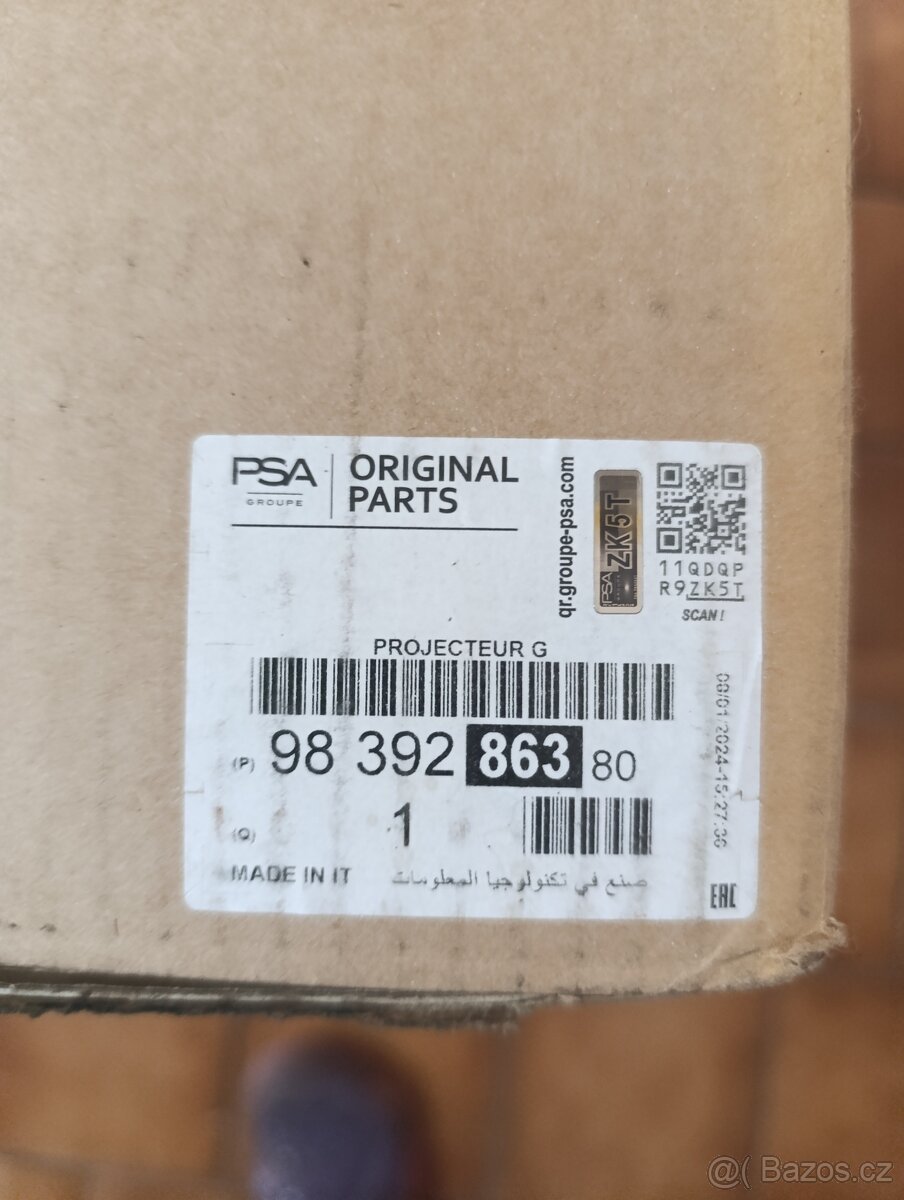 PSA
GROUPE
ORIGINAL
PARTS
qr.groupe-psa.com
PSA
ZK5T
11QDQP
R9ZK5T
SCAN!
PROJECTEUR G
(P) 98 392 863 80
(Q) 1
MADE IN IT صنع في تكنولوجيا المعلومات
08/01/2024-15:27:36
EAC
@( Bazos.cz